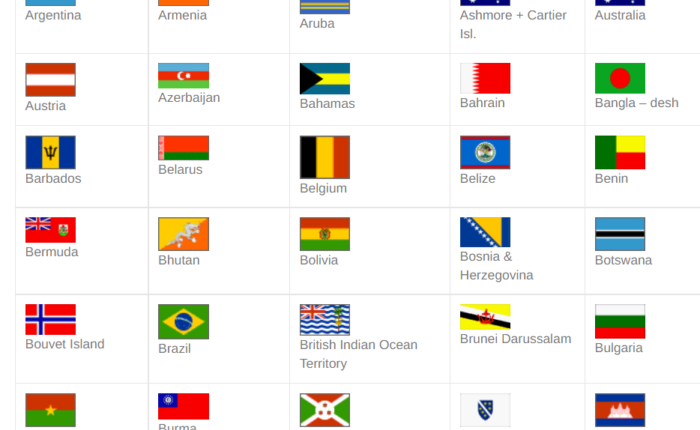 Argentina
Armenia
Aruba
Ashmore + Cartier
Isl.
Australia
Austria
Azerbaijan
Bahamas
Bahrain
Bangla – desh
Barbados
Belarus
Belgium
Belize
Benin
Bermuda
Bhutan
Bolivia
Bosnia &
Herzegovina
Botswana
Bouvet Island
Brazil
British Indian Ocean
Territory
Brunei Darussalam
Bulgaria
Burma